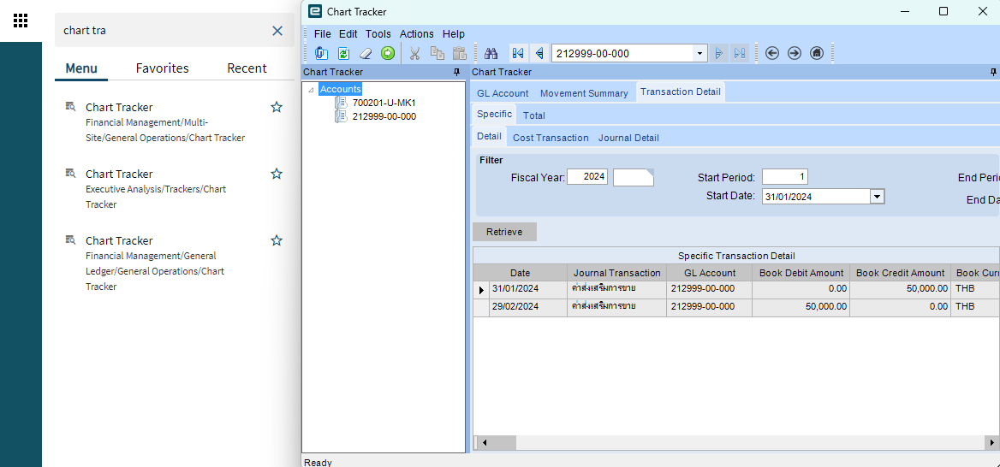 chart tra
Menu Favorites Recent
Chart Tracker
Financial Management/Multi-
Site/General Operations/Chart Tracker
Chart Tracker
Executive Analysis/Trackers/Chart
Tracker
Chart Tracker
Financial Management/General
Ledger/General Operations/Chart
Tracker
Chart Tracker
File Edit Tools Actions Help
212999-00-000
Chart Tracker
Accounts
700201-U-MK1
212999-00-000
Chart Tracker
GL Account Movement Summary Transaction Detail
Specific Total
Detail Cost Transaction Journal Detail
Filter
Fiscal Year: 2024 Start Period: 1 End Peri
Start Date: 31/01/2024 End Da
Retrieve
Specific Transaction Detail
Date Journal Transaction GL Account Book Debit Amount Book Credit Amount Book Curr
31/01/2024 ค่าส่งเสริมการขาย 212999-00-000 0.00 50,000.00 THB
29/02/2024 ค่าส่งเสริมการขาย 212999-00-000 50,000.00 0.00 THB
Ready